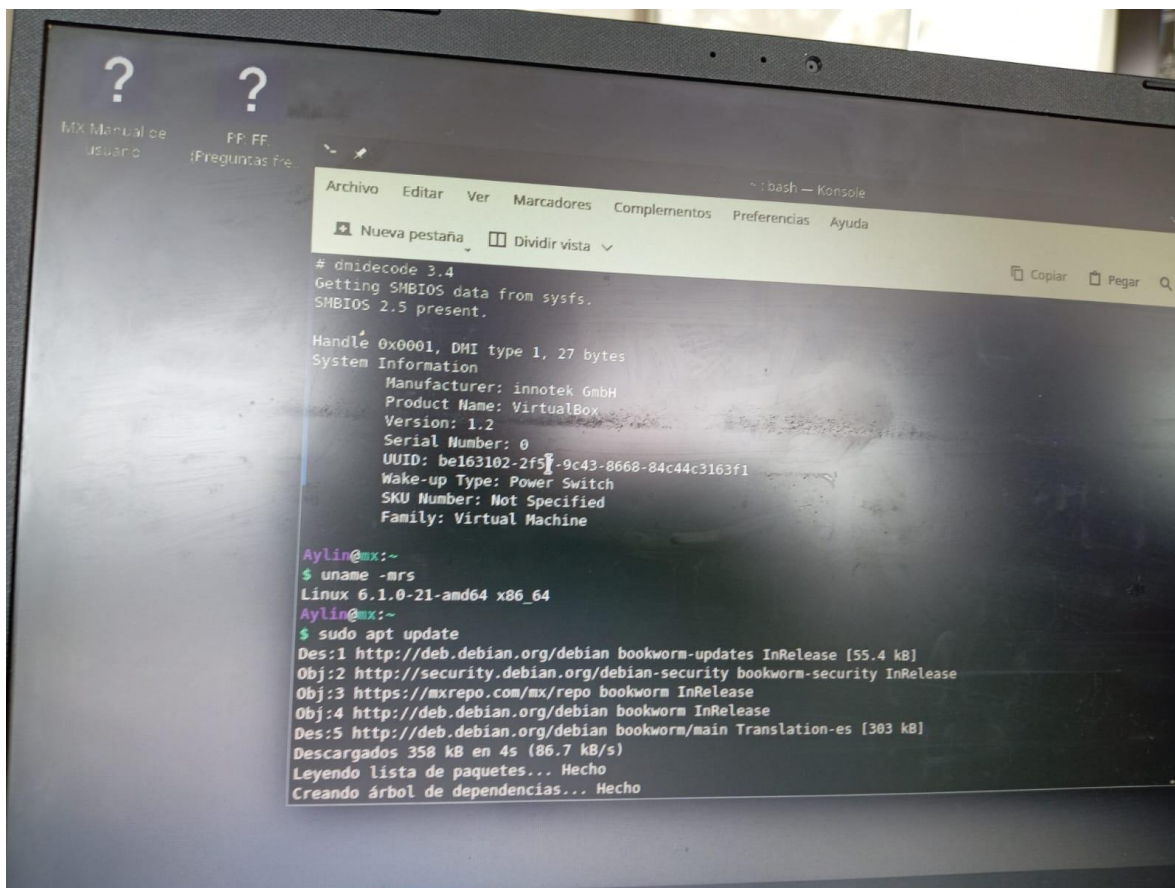 ?
?
MX Manual de
usuario
PP. FF.
(Preguntas fre...
~ : bash — Konsole
Archivo Editar Ver Marcadores Complementos Preferencias Ayuda
Nueva pestaña Dividir vista Copiar Pegar
# dmidecode 3.4
Getting SMBIOS data from sysfs.
SMBIOS 2.5 present.
Handle 0x0001, DMI type 1, 27 bytes
System Information
Manufacturer: innotek GmbH
Product Name: VirtualBox
Version: 1.2
Serial Number: 0
UUID:
Wake-up Type: Power Switch
SKU Number: Not Specified
Family: Virtual Machine
Aylin@mx:~
$ uname -mrs
Linux 6.1.0-21-amd64 x86_64
Aylin@mx:~
$ sudo apt update
Des:1 http://deb.debian.org/debian bookworm-updates InRelease [55.4 kB]
Obj:2 http://security.debian.org/debian-security bookworm-security InRelease
Obj:3 https://mxrepo.com/mx/repo bookworm InRelease
Obj:4 http://deb.debian.org/debian bookworm InRelease
Des:5 http://deb.debian.org/debian bookworm/main Translation-es [303 kB]
Descargados 358 kB en 4s (86.7 kB/s)
Leyendo lista de paquetes... Hecho
Creando árbol de dependencias... Hecho